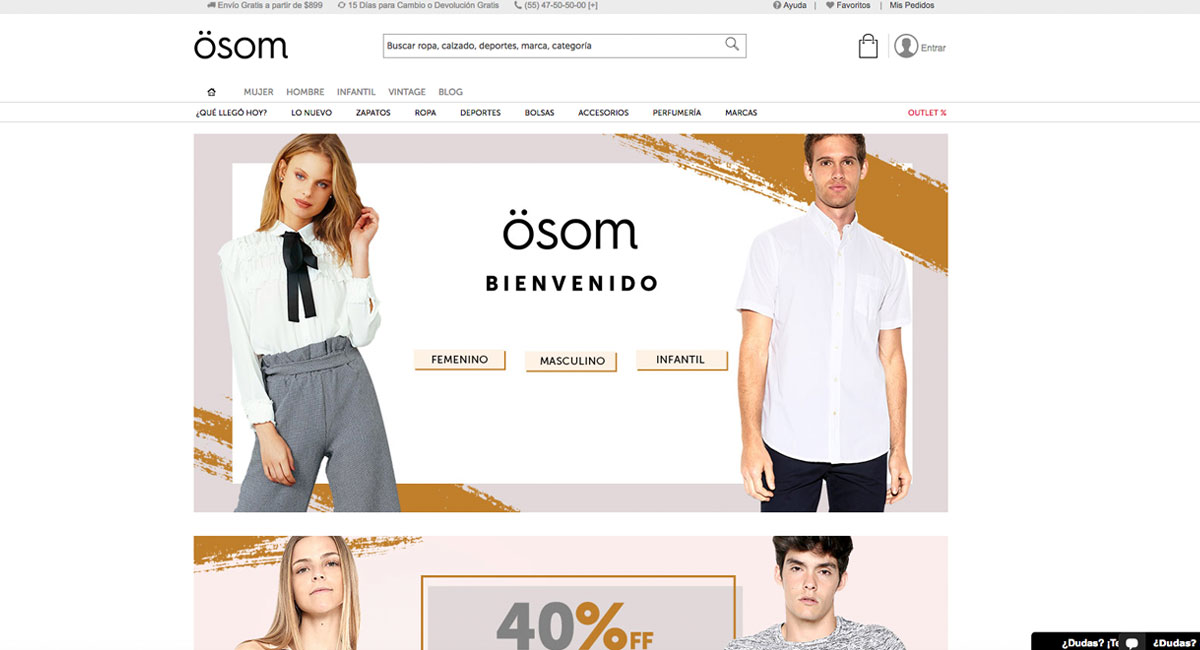 Envío Gratis a partir de $899 15 Días para Cambio o Devolución Gratis (55) 47-50-50-00 [+] Ayuda | Favoritos | Mis Pedidos
ösom
Buscar ropa, calzado, deportes, marca, categoría
Entrar
MUJER HOMBRE INFANTIL VINTAGE BLOG
¿QUÉ LLEGÓ HOY? LO NUEVO ZAPATOS ROPA DEPORTES BOLSAS ACCESORIOS PERFUMERÍA MARCAS OUTLET %
ösom
BIENVENIDO
FEMENINO MASCULINO INFANTIL
40%FF
¿Dudas? ¡Te ¿Dudas?